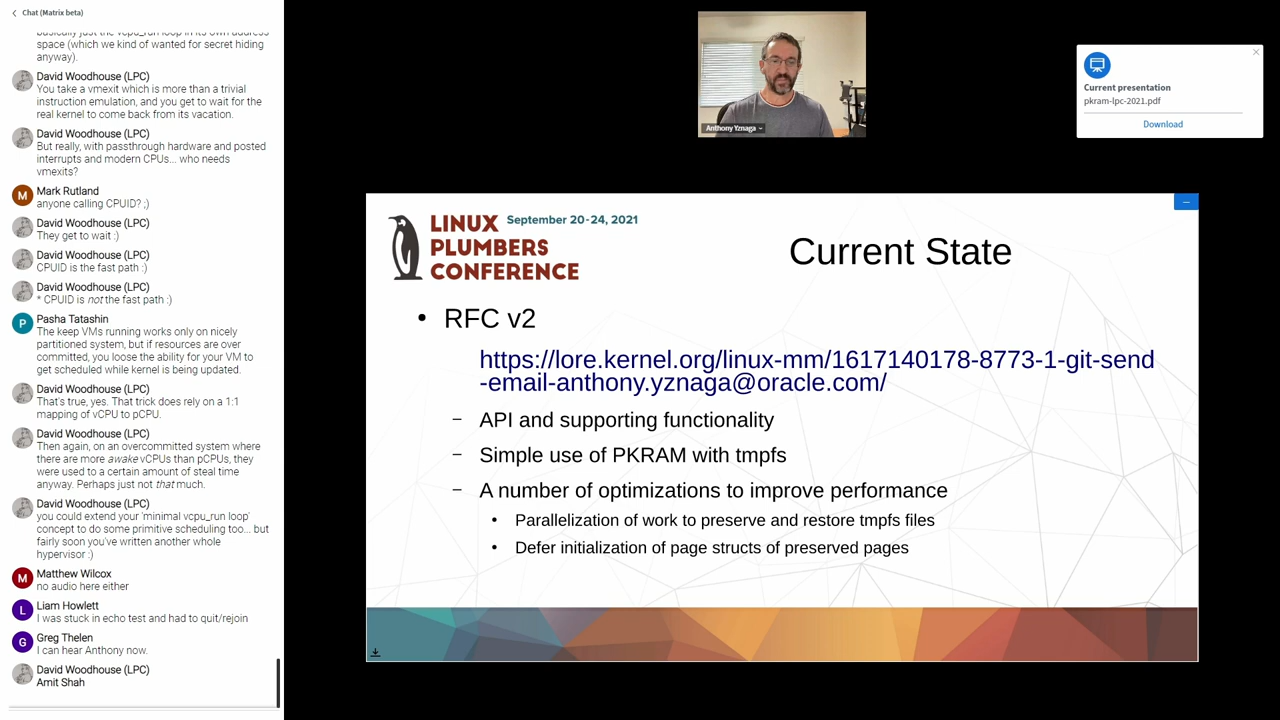 Chat (Matrix beta)
basically just the vcpu_run loop in its own address
space (which we kind of wanted for secret hiding
anyway).
David Woodhouse (LPC)
You take a vmexit which is more than a trivial
instruction emulation, and you get to wait for the
real kernel to come back from its vacation.
David Woodhouse (LPC)
But really, with passthrough hardware and posted
interrupts and modern CPUs... who needs
vmexits?
M
Mark Rutland
anyone calling CPUID? ;)
David Woodhouse (LPC)
They get to wait :)
David Woodhouse (LPC)
CPUID is the fast path :)
David Woodhouse (LPC)
* CPUID is not the fast path :)
P
Pasha Tatashin
The keep VMs running works only on nicely
partitioned system, but if resources are over
committed, you loose the ability for your VM to
get scheduled while kernel is being updated.
David Woodhouse (LPC)
That's true, yes. That trick does rely on a 1:1
mapping of vCPU to pCPU.
David Woodhouse (LPC)
Then again, on an overcommitted system where
there are more awake vCPUs than pCPUs, they
were used to a certain amount of steal time
anyway. Perhaps just not that much.
David Woodhouse (LPC)
you could extend your 'minimal vcpu_run loop'
concept to do some primitive scheduling too... but
fairly soon you've written another whole
hypervisor :)
M
Matthew Wilcox
no audio here either
L
Liam Howlett
I was stuck in echo test and had to quit/rejoin
G
Greg Thelen
I can hear Anthony now.
David Woodhouse (LPC)
Amit Shah
Anthony Yznaga
Current presentation
pkram-lpc-2021.pdf
Download
LINUX
September 20-24, 2021
PLUMBERS
CONFERENCE
Current State
• RFC v2
https://lore.kernel.org/linux-mm/1617140178-8773-1-git-send
-email-anthony.yznaga@oracle.com/
– API and supporting functionality
– Simple use of PKRAM with tmpfs
– A number of optimizations to improve performance
• Parallelization of work to preserve and restore tmpfs files
• Defer initialization of page structs of preserved pages